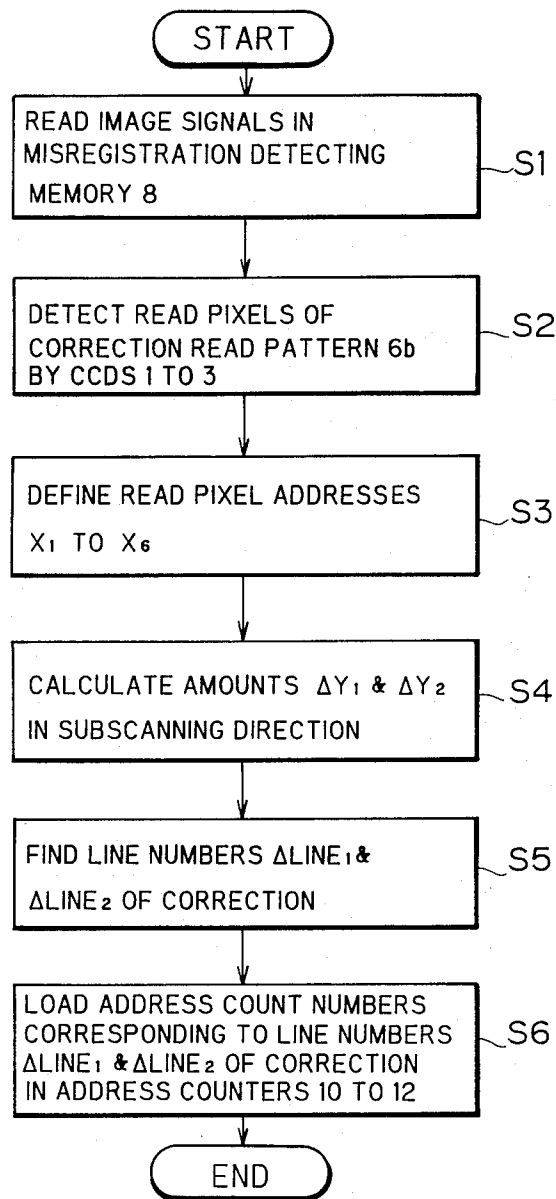 START
READ IMAGE SIGNALS IN
MISREGISTRATION DETECTING
MEMORY 8
S1
DETECT READ PIXELS OF
CORRECTION READ PATTERN 6b
BY CCDS 1 TO 3
S2
DEFINE READ PIXEL ADDRESSES
X₁ TO X₆
S3
CALCULATE AMOUNTS ΔY₁ & ΔY₂
IN SUBSCANNING DIRECTION
S4
FIND LINE NUMBERS ΔLINE₁ &
ΔLINE₂ OF CORRECTION
S5
LOAD ADDRESS COUNT NUMBERS
CORRESPONDING TO LINE NUMBERS
ΔLINE₁ & ΔLINE₂ OF CORRECTION
IN ADDRESS COUNTERS 10 TO 12
S6
END